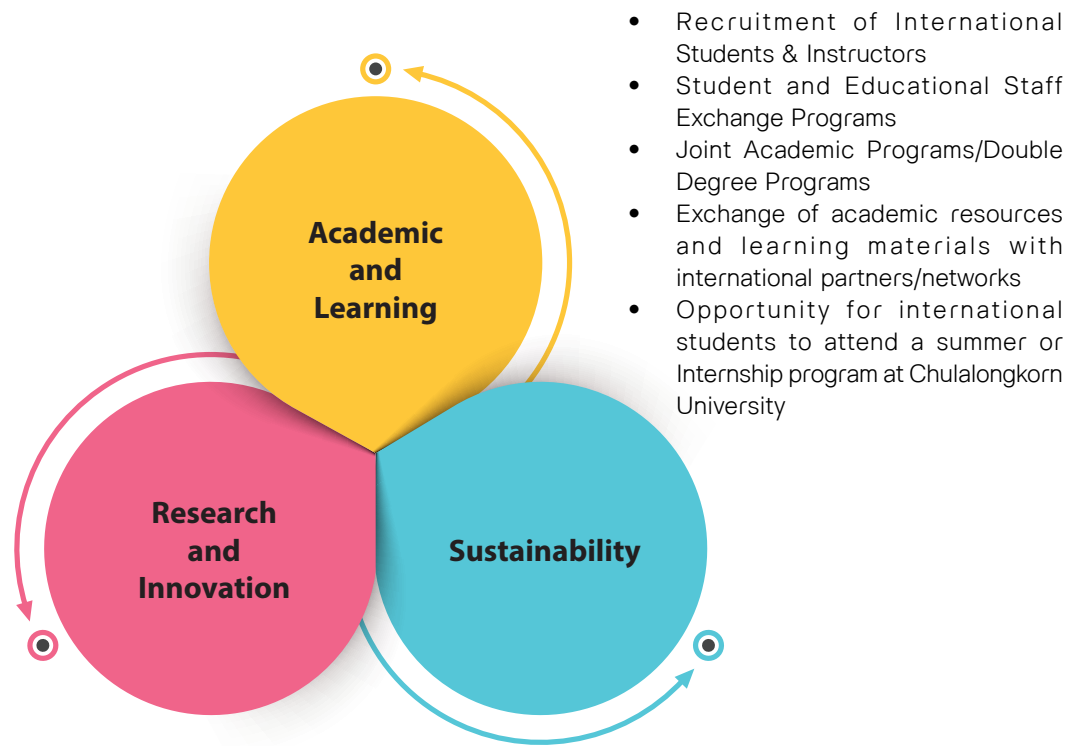 • Recruitment of International
Students & Instructors
• Student and Educational Staff
Exchange Programs
• Joint Academic Programs/Double
Degree Programs
• Exchange of academic resources
and learning materials with
international partners/networks
• Opportunity for international
students to attend a summer or
Internship program at Chulalongkorn
University
Academic
and
Learning
Research
and
Innovation
Sustainability